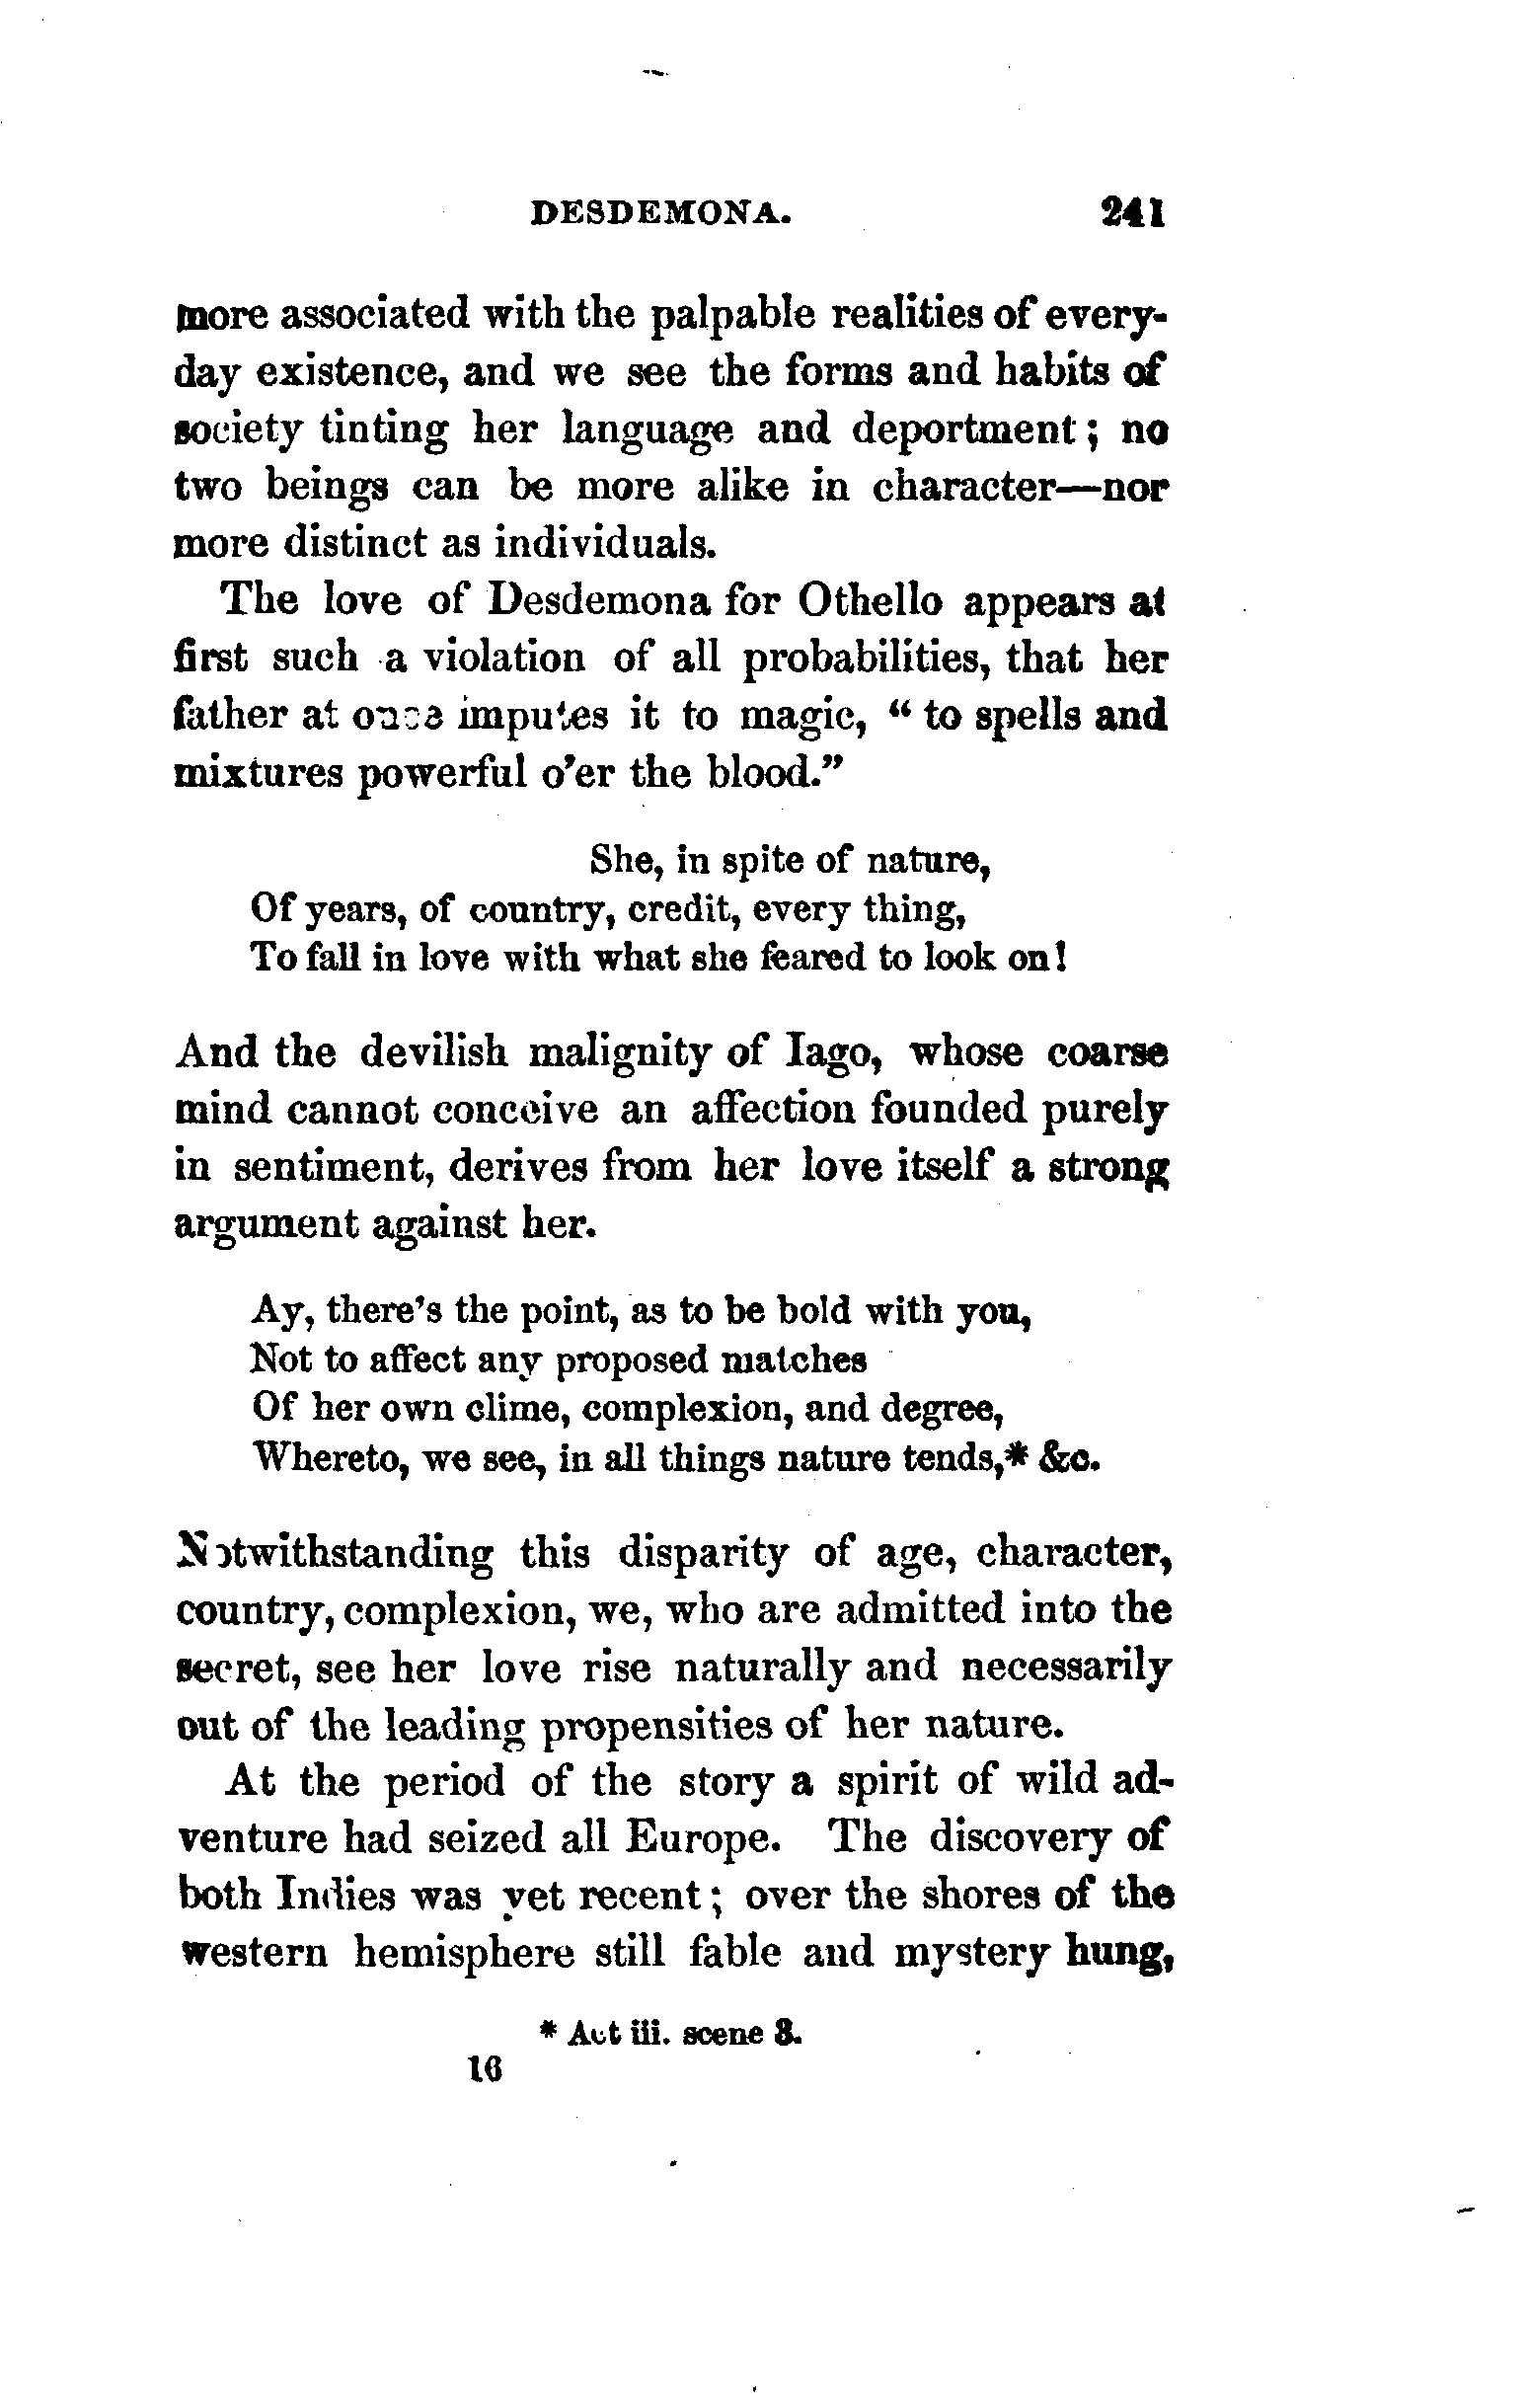 DESDEMONA. 241
more associated with the palpable realities of every-
day existence, and we see the forms and habits of
society tinting her language and deportment; no
two beings can be more alike in character—nor
more distinct as individuals.
The love of Desdemona for Othello appears at
first such a violation of all probabilities, that her
father at once imputes it to magic, “to spells and
mixtures powerful o’er the blood.”
She, in spite of nature,
Of years, of country, credit, every thing,
To fall in love with what she feared to look on!
And the devilish malignity of Iago, whose coarse
mind cannot conceive an affection founded purely
in sentiment, derives from her love itself a strong
argument against her.
Ay, there’s the point, as to be bold with you,
Not to affect any proposed matches
Of her own clime, complexion, and degree,
Whereto, we see, in all things nature tends,* &c.
Notwithstanding this disparity of age, character,
country, complexion, we, who are admitted into the
secret, see her love rise naturally and necessarily
out of the leading propensities of her nature.
At the period of the story a spirit of wild ad-
venture had seized all Europe. The discovery of
both Indies was yet recent; over the shores of the
western hemisphere still fable and mystery hung,
* Act iii. scene 3.
16